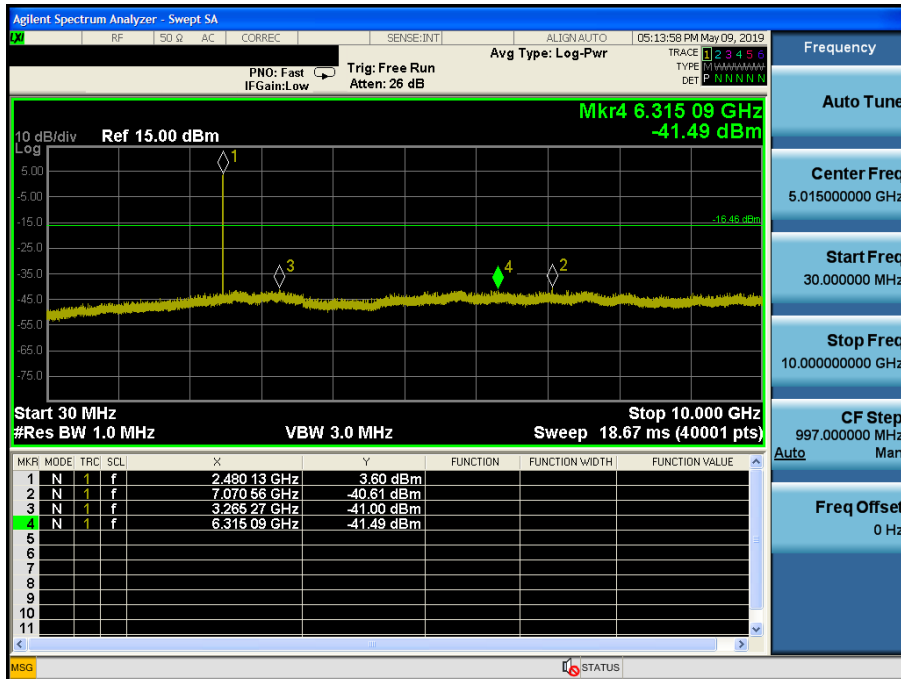 Agilent Spectrum Analyzer - Swept SA
LXI RF 50 Ω AC CORREC SENSE:INT ALIGN AUTO 05:13:58 PM May 09, 2019
Avg Type: Log-Pwr TRACE 1 2 3 4 5 6
PNO: Fast Trig: Free Run TYPE M W W W W W
IFGain:Low Atten: 26 dB DET P N N N N N
Mkr4 6.315 09 GHz
-41.49 dBm
10 dB/div Ref 15.00 dBm
Log
1
5.00
-5.00
-15.0
-16.46 dBm
-25.0
3
4
2
-35.0
-45.0
-55.0
-65.0
-75.0
Start 30 MHz Stop 10.000 GHz
#Res BW 1.0 MHz VBW 3.0 MHz Sweep 18.67 ms (40001 pts)
MKR MODE TRC SCL X Y FUNCTION FUNCTION WIDTH FUNCTION VALUE
1 N 1 f 2.480 13 GHz 3.60 dBm
2 N 1 f 7.070 56 GHz -40.61 dBm
3 N 1 f 3.265 27 GHz -41.00 dBm
4 N 1 f 6.315 09 GHz -41.49 dBm
5
6
7
8
9
10
11
MSG STATUS
Frequency
Auto Tune
Center Freq
5.015000000 GHz
Start Freq
30.000000 MHz
Stop Freq
10.000000000 GHz
CF Step
997.000000 MHz
Auto Man
Freq Offset
0 Hz